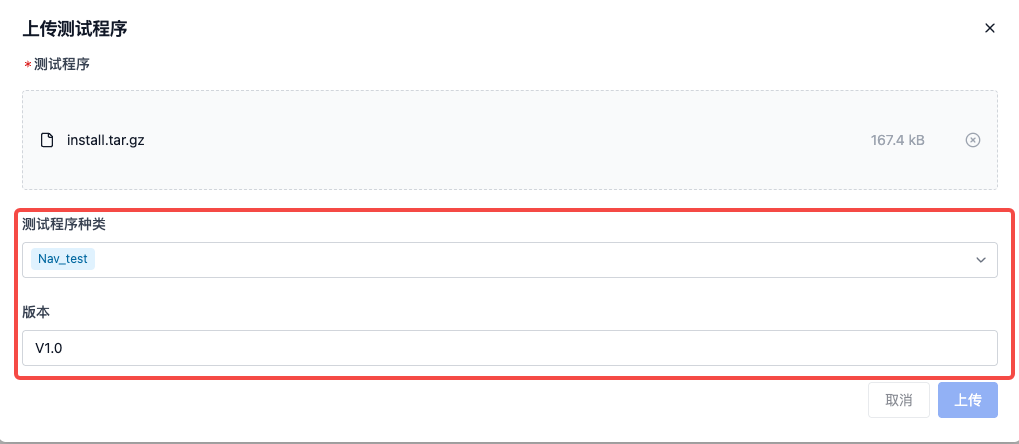 上传测试程序
*测试程序
install.tar.gz 167.4 kB
测试程序种类
Nav_test
版本
V1.0
取消 上传